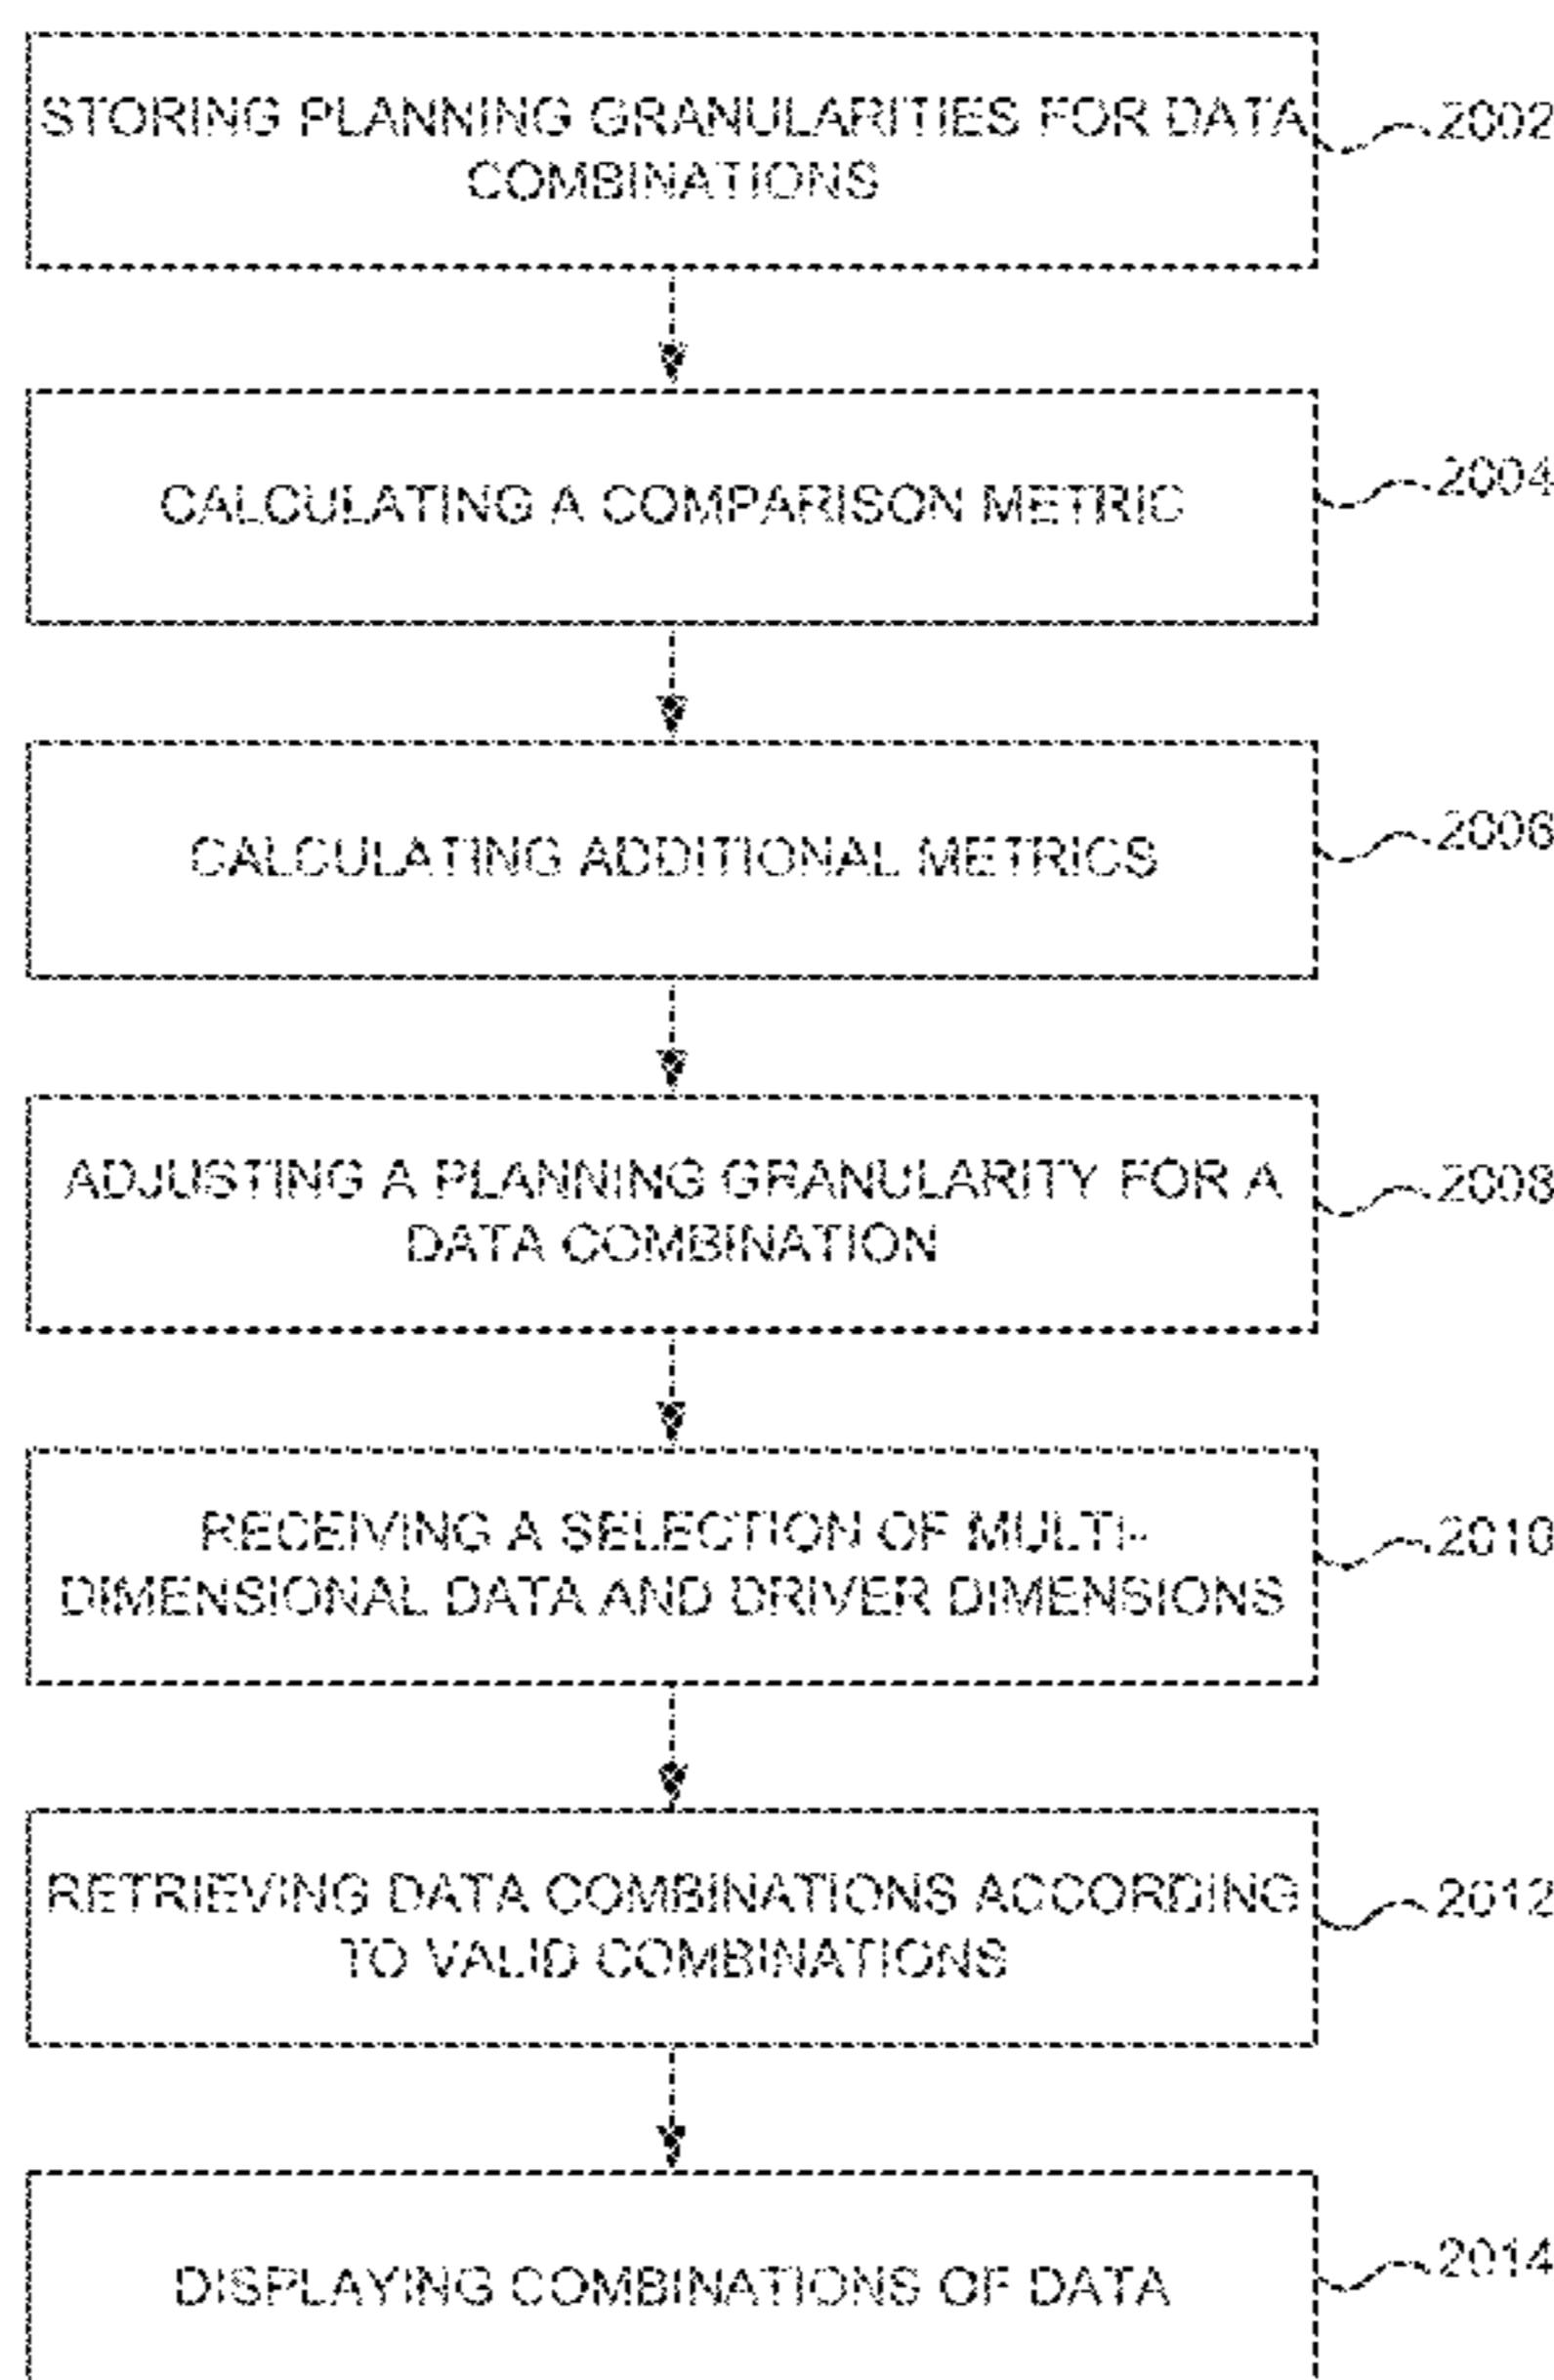 STORING PLANNING GRANULARITIES FOR DATA
COMBINATIONS
2002
CALCULATING A COMPARISON METRIC
2004
CALCULATING ADDITIONAL METRICS
2006
ADJUSTING A PLANNING GRANULARITY FOR A
DATA COMBINATION
2008
RECEIVING A SELECTION OF MULTI-
DIMENSIONAL DATA AND DRIVER DIMENSIONS
2010
RETRIEVING DATA COMBINATIONS ACCORDING
TO VALID COMBINATIONS
2012
DISPLAYING COMBINATIONS OF DATA
2014